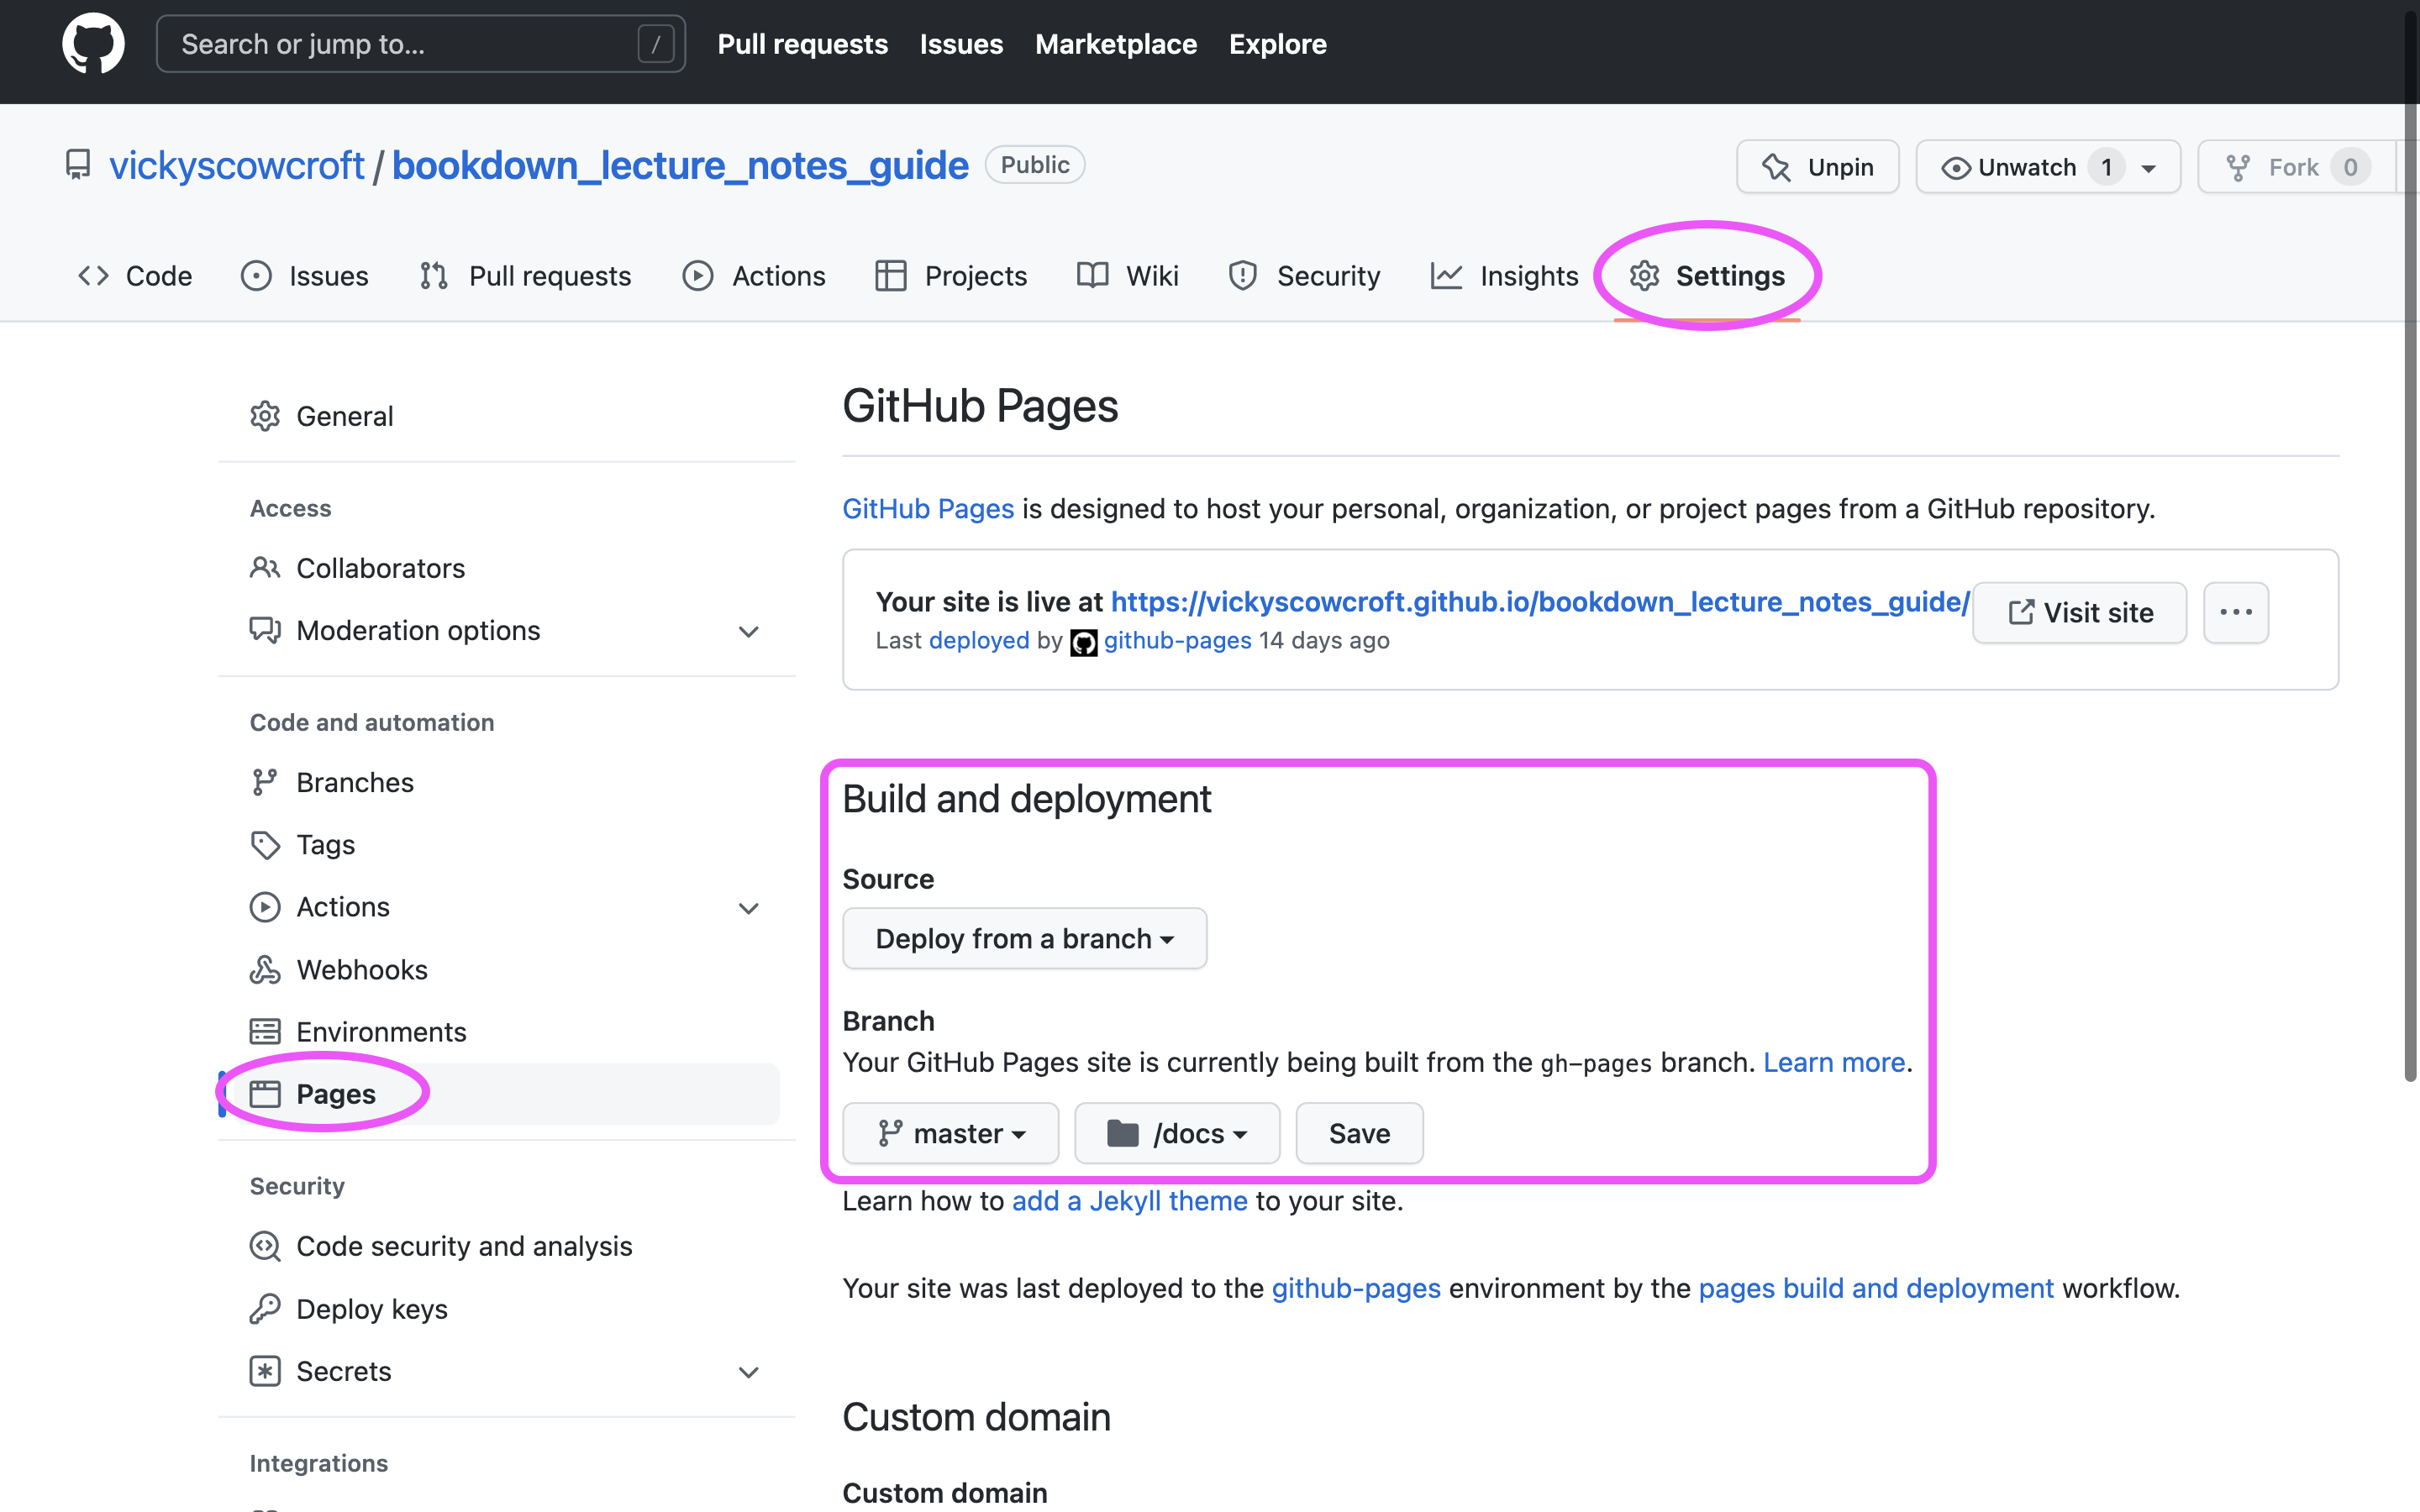 Search or jump to... /
Pull requests Issues Marketplace Explore
vickyscowcroft / bookdown_lecture_notes_guide Public
Unpin Unwatch 1 Fork 0
Code Issues Pull requests Actions Projects Wiki Security Insights Settings
General
Access
Collaborators
Moderation options
Code and automation
Branches
Tags
Actions
Webhooks
Environments
Pages
Security
Code security and analysis
Deploy keys
Secrets
Integrations
GitHub Pages
GitHub Pages is designed to host your personal, organization, or project pages from a GitHub repository.
Your site is live at https://vickyscowcroft.github.io/bookdown_lecture_notes_guide/
Last deployed by github-pages 14 days ago
Visit site ...
Build and deployment
Source
Deploy from a branch
Branch
Your GitHub Pages site is currently being built from the gh-pages branch. Learn more.
master /docs Save
Learn how to add a Jekyll theme to your site.
Your site was last deployed to the github-pages environment by the pages build and deployment workflow.
Custom domain
Custom domain